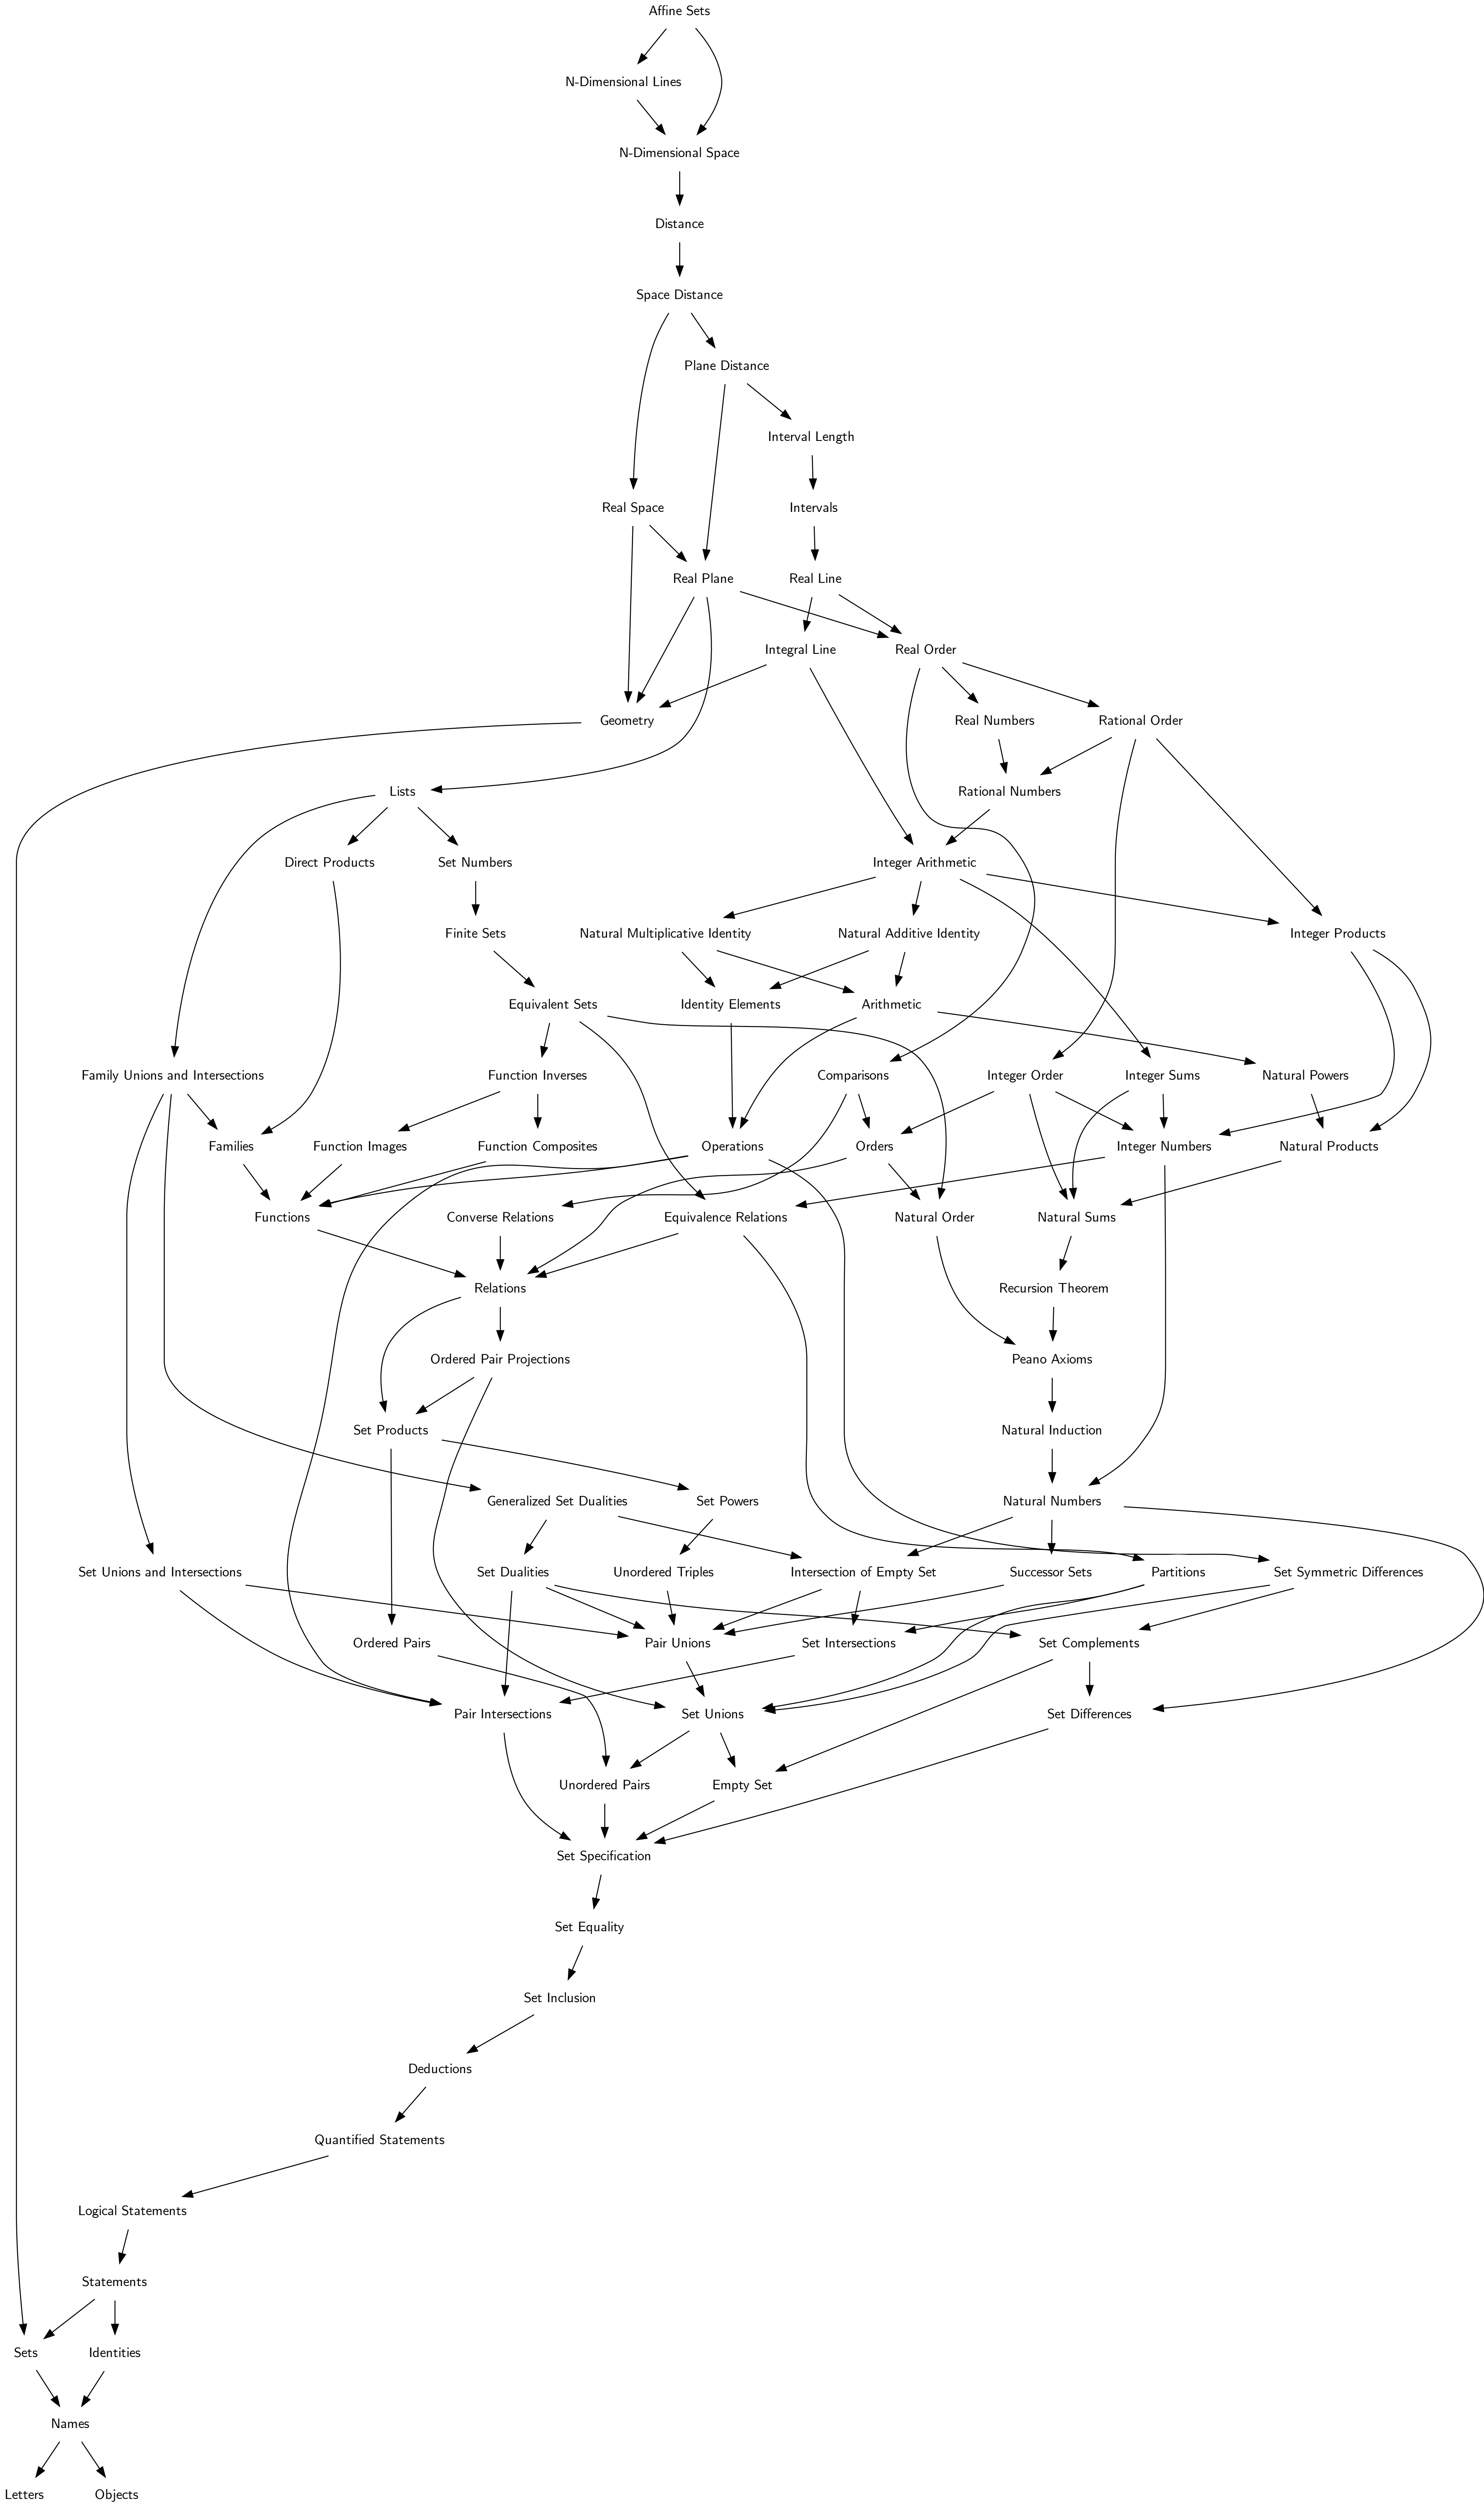 Affine Sets
N-Dimensional Lines
N-Dimensional Space
Distance
Space Distance
Plane Distance
Interval Length
Real Space
Intervals
Real Plane
Real Line
Integral Line
Real Order
Geometry
Real Numbers
Rational Order
Lists
Rational Numbers
Direct Products
Set Numbers
Integer Arithmetic
Finite Sets
Natural Multiplicative Identity
Natural Additive Identity
Integer Products
Equivalent Sets
Identity Elements
Arithmetic
Family Unions and Intersections
Function Inverses
Comparisons
Integer Order
Integer Sums
Natural Powers
Families
Function Images
Function Composites
Operations
Orders
Integer Numbers
Natural Products
Functions
Converse Relations
Equivalence Relations
Natural Order
Natural Sums
Relations
Recursion Theorem
Ordered Pair Projections
Peano Axioms
Set Products
Natural Induction
Generalized Set Dualities
Set Powers
Natural Numbers
Set Unions and Intersections
Set Dualities
Unordered Triples
Intersection of Empty Set
Successor Sets
Partitions
Set Symmetric Differences
Ordered Pairs
Pair Unions
Set Intersections
Set Complements
Pair Intersections
Set Unions
Set Differences
Unordered Pairs
Empty Set
Set Specification
Set Equality
Set Inclusion
Deductions
Quantified Statements
Logical Statements
Statements
Sets
Identities
Names
Letters
Objects